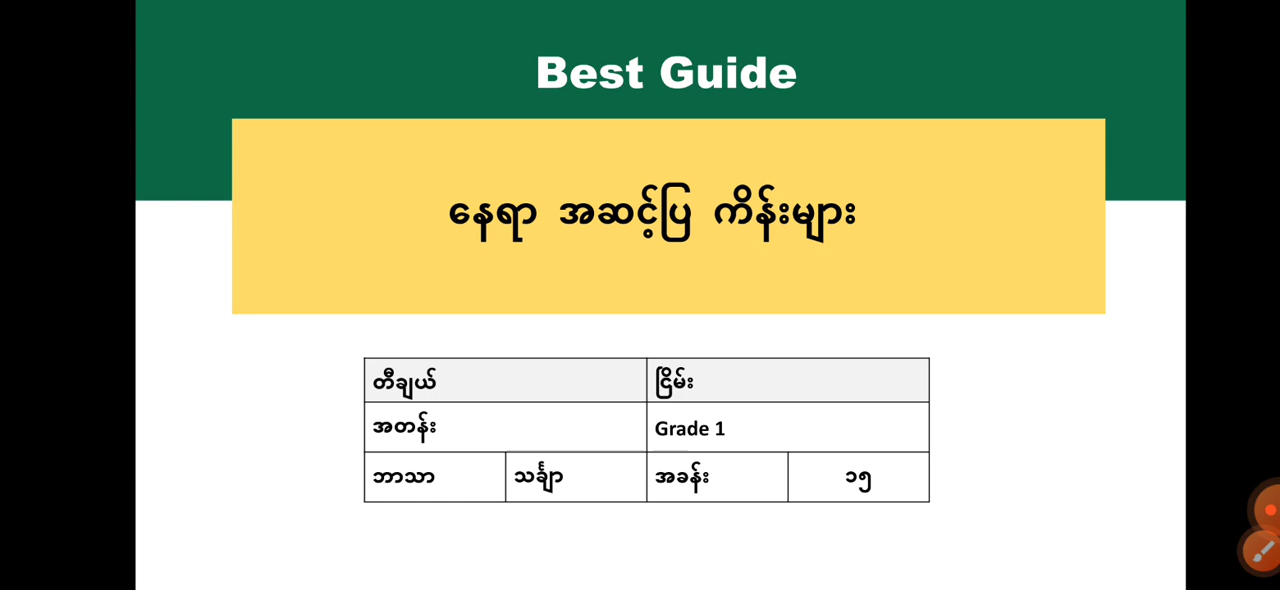 Best Guide
နေရာ အဆင့်ပြ ကိန်းများ
တီချယ် ငြိမ်း
အတန်း Grade 1
ဘာသာ သင်္ချာ အခန်း ၁၅